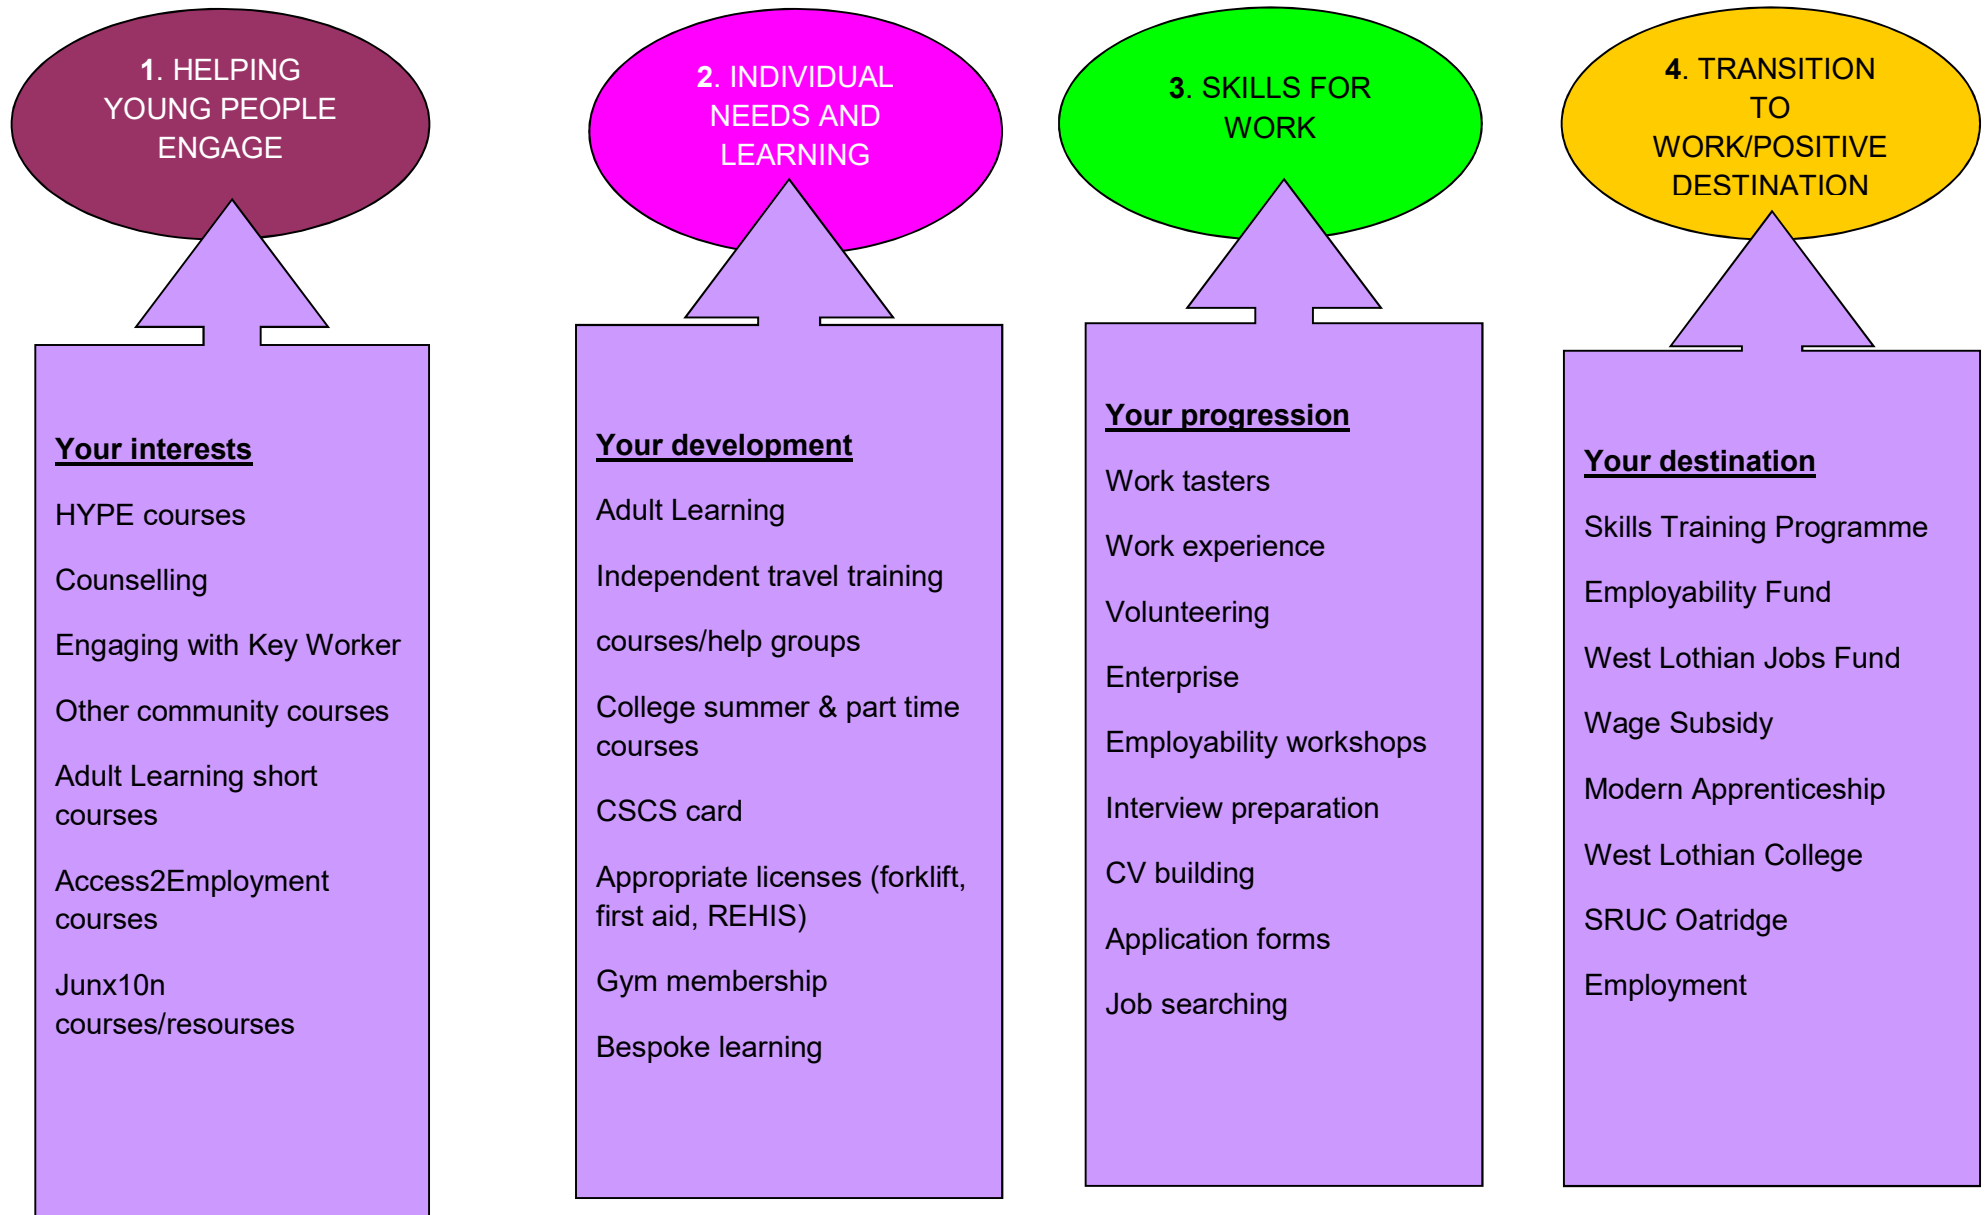 1. HELPING
YOUNG PEOPLE
ENGAGE
Your interests
HYPE courses
Counselling
Engaging with Key Worker
Other community courses
Adult Learning short
courses
Access2Employment
courses
Junx10n
courses/resourses
2. INDIVIDUAL
NEEDS AND
LEARNING
Your development
Adult Learning
Independent travel training
courses/help groups
College summer & part time
courses
CSCS card
Appropriate licenses (forklift,
first aid, REHIS)
Gym membership
Bespoke learning
3. SKILLS FOR
WORK
Your progression
Work tasters
Work experience
Volunteering
Enterprise
Employability workshops
Interview preparation
CV building
Application forms
Job searching
4. TRANSITION
TO
WORK/POSITIVE
DESTINATION
Your destination
Skills Training Programme
Employability Fund
West Lothian Jobs Fund
Wage Subsidy
Modern Apprenticeship
West Lothian College
SRUC Oatridge
Employment